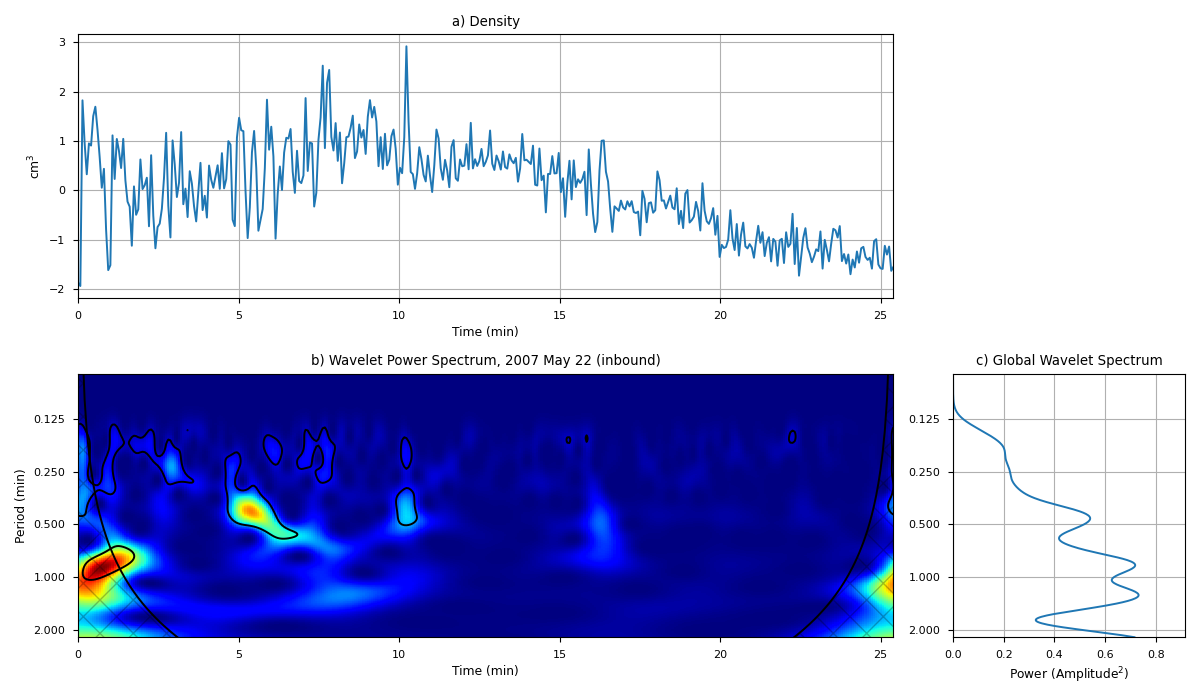 a) Density
3
2
1
0
−1
−2
cm³
0 5 10 15 20 25
Time (min)
b) Wavelet Power Spectrum, 2007 May 22 (inbound)
0.125
0.250
0.500
1.000
2.000
Period (min)
0 5 10 15 20 25
Time (min)
c) Global Wavelet Spectrum
0.125
0.250
0.500
1.000
2.000
0.0 0.2 0.4 0.6 0.8
Power (Amplitude²)